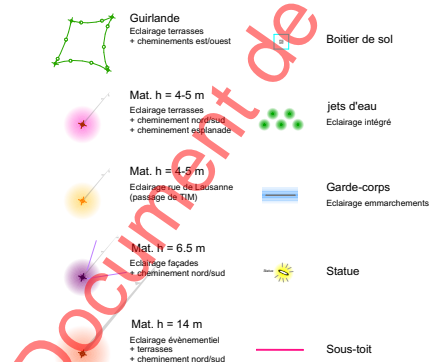 Guirlande
Eclairage terrasses
+ cheminements est/ouest
Boitier de sol
Mat. h = 4-5 m
Eclairage terrasses
+ cheminement nord/sud
+ cheminement esplanade
jets d'eau
Eclairage intégré
Mat. h = 4-5 m
Eclairage rue de Lausanne
(passage de TIM)
Garde-corps
Eclairage emmarchements
Mat. h = 6.5 m
Eclairage façades
+ cheminement nord/sud
Statue
Mat. h = 14 m
Eclairage évènementiel
+ terrasses
+ cheminement nord/sud
Sous-toit
Document de